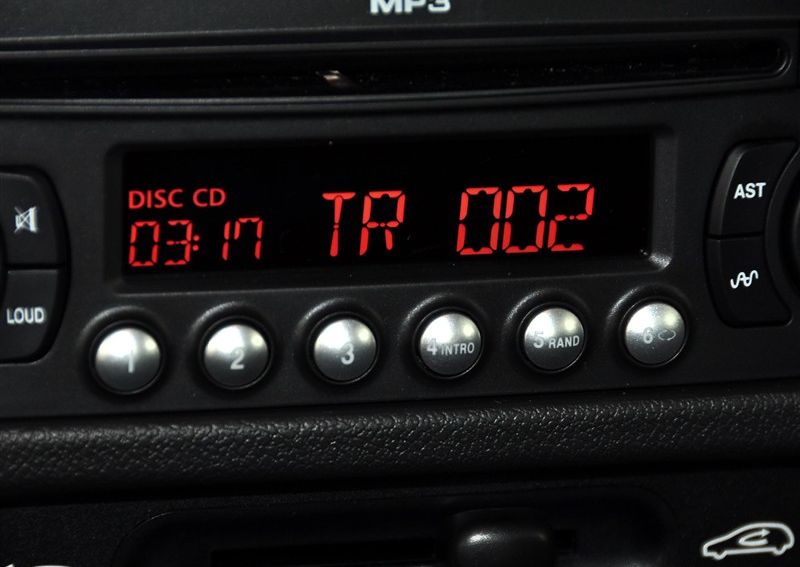 MP3
DISC CD
03:17 TR 002
AST
LOUD
1 2 3 4 INTRO 5 RAND 6